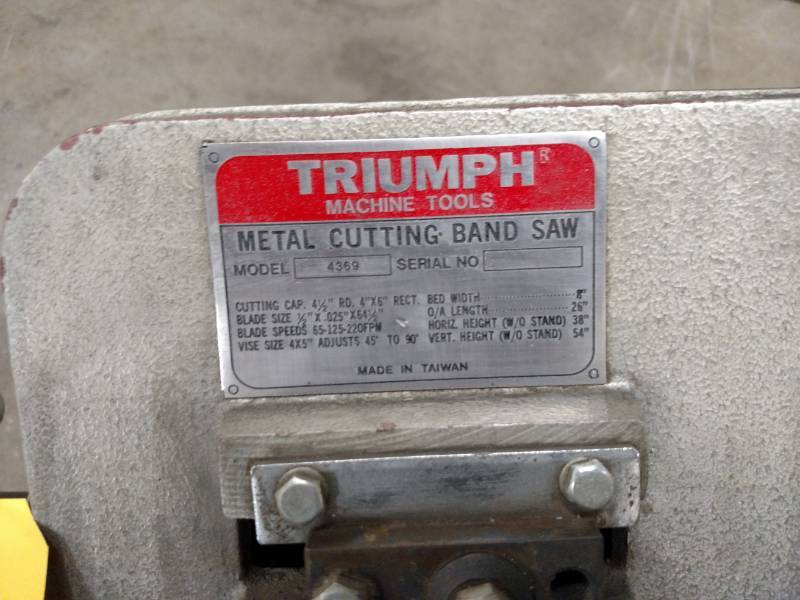 TRIUMPH®
MACHINE TOOLS
METAL CUTTING BAND SAW
MODEL 4369 SERIAL NO
CUTTING CAP. 4½" RD. 4"X6" RECT. BED WIDTH
BLADE SIZE ½" X .025"X64½" O/A LENGTH 26"
BLADE SPEEDS 65-125-220FPM HORIZ. HEIGHT (W/O STAND) 38"
VISE SIZE 4X5" ADJUSTS 45° TO 90° VERT. HEIGHT (W/O STAND) 54"
MADE IN TAIWAN